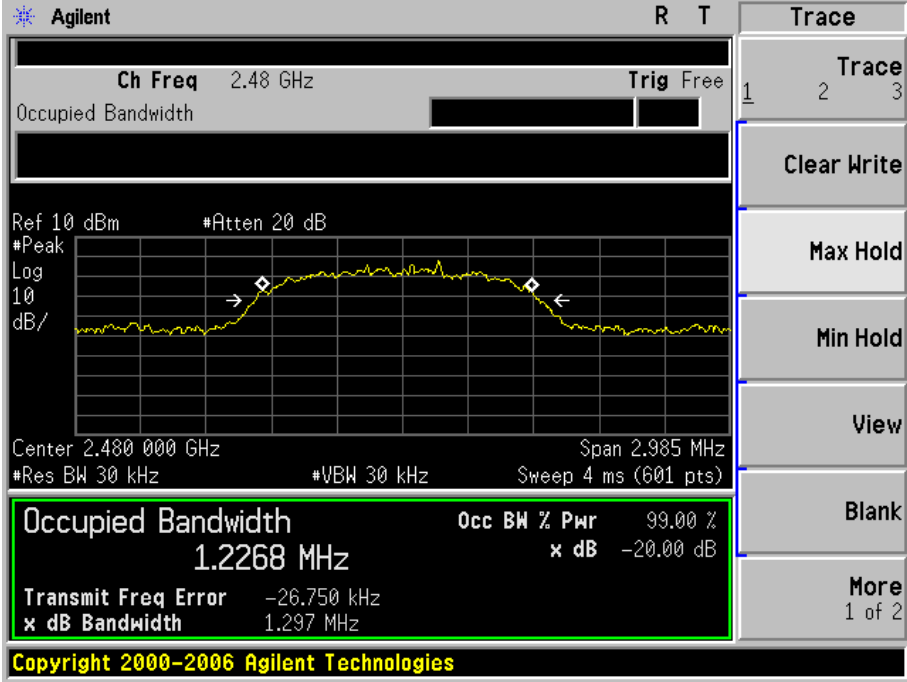 Agilent R T Trace
Ch Freq 2.48 GHz Trig Free
Occupied Bandwidth
Trace
1 2 3
Clear Write
Max Hold
Min Hold
View
Blank
More
1 of 2
Ref 10 dBm #Atten 20 dB
#Peak
Log
10
dB/
Center 2.480 000 GHz Span 2.985 MHz
#Res BW 30 kHz #VBW 30 kHz Sweep 4 ms (601 pts)
Occupied Bandwidth Occ BW % Pwr 99.00 %
1.2268 MHz x dB -20.00 dB
Transmit Freq Error -26.750 kHz
x dB Bandwidth 1.297 MHz
Copyright 2000-2006 Agilent Technologies